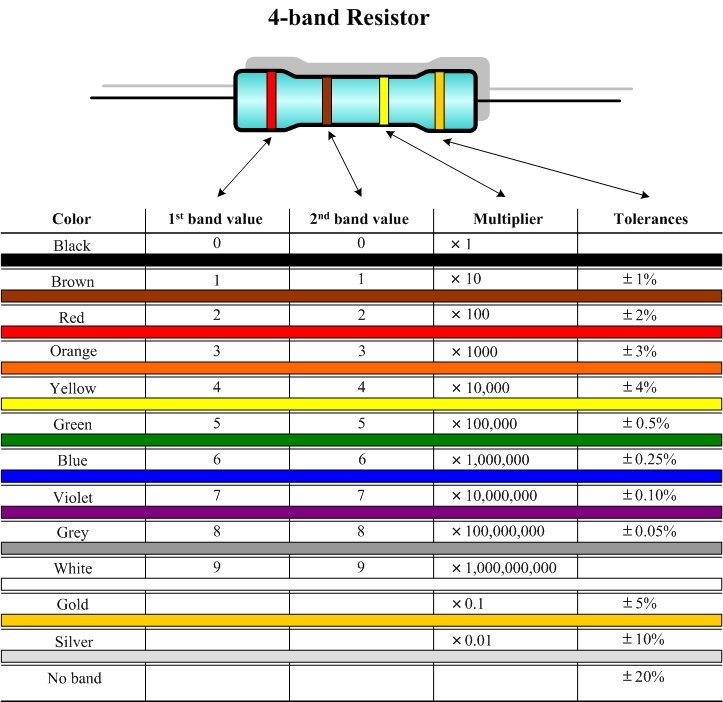 4-band Resistor
Color 1st band value 2nd band value Multiplier Tolerances
Black 0 0 × 1
Brown 1 1 × 10 ±1%
Red 2 2 × 100 ±2%
Orange 3 3 × 1000 ±3%
Yellow 4 4 × 10,000 ±4%
Green 5 5 × 100,000 ±0.5%
Blue 6 6 × 1,000,000 ±0.25%
Violet 7 7 × 10,000,000 ±0.10%
Grey 8 8 × 100,000,000 ±0.05%
White 9 9 × 1,000,000,000
Gold × 0.1 ±5%
Silver × 0.01 ±10%
No band ±20%